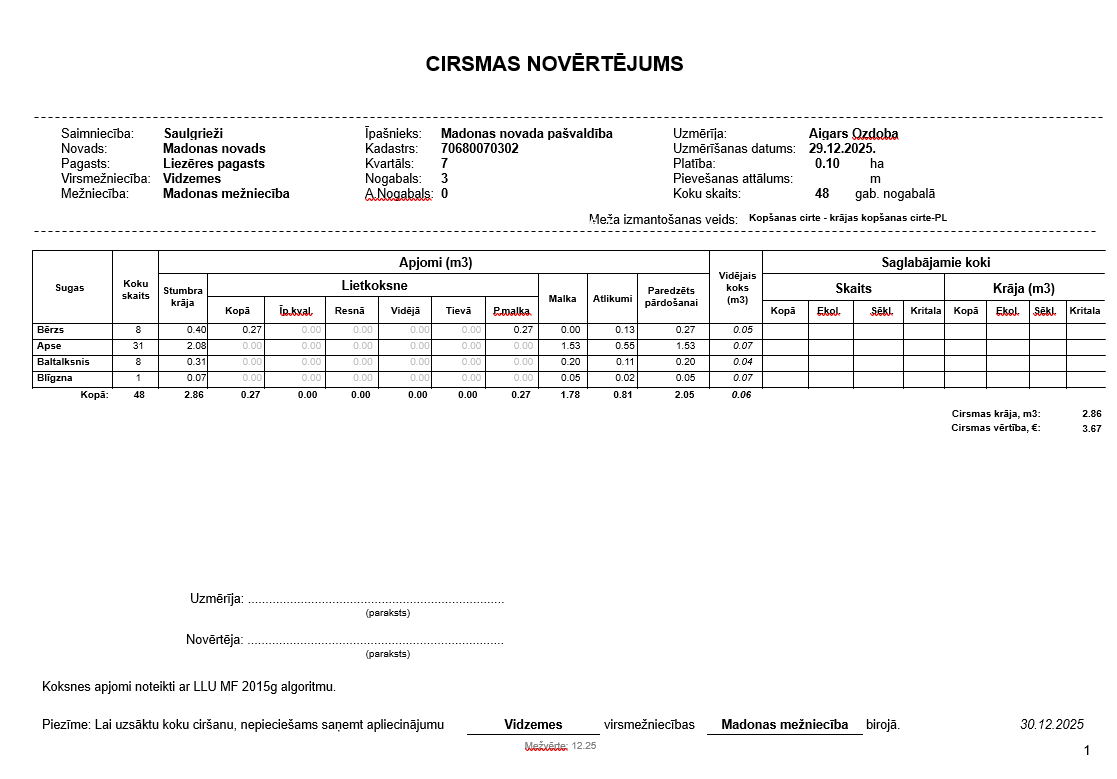 CIRSMAS NOVĒRTĒJUMS
Saimniecība: Saulgrieži Īpašnieks: Madonas novada pašvaldība Uzmērīja: Aigars Ozdoba
Novads: Madonas novads Kadastrs: 70680070302 Uzmērīšanas datums: 29.12.2025.
Pagasts: Liezēres pagasts Kvartāls: 7 Platība: 0.10 ha
Virsmežniecība: Vidzemes Nogabals: 3 Pievešanas attālums: m
Mežniecība: Madonas mežniecība A.Nogabals: 0 Koku skaits: 48 gab. nogabalā
Meža izmantošanas veids: Kopšanas cirte - krājas kopšanas cirte-PL
Sugas Koku skaits Apjomi (m3) Vidējais koks (m3) Saglabājamie koki
Stumbra krāja Lietkoksne Malka Atlikumi Paredzēts pārdošanai Skaits Krāja (m3)
Kopā Īp.kval. Resnā Vidējā Tievā P.malka Kopā Ekol. Sēkl. Kritala Kopā Ekol. Sēkl. Kritala
Bērzs 8 0.40 0.27 0.00 0.00 0.00 0.00 0.27 0.00 0.13 0.27 0.05
Apse 31 2.08 0.00 0.00 0.00 0.00 0.00 0.00 1.53 0.55 1.53 0.07
Baltalksnis 8 0.31 0.00 0.00 0.00 0.00 0.00 0.00 0.20 0.11 0.20 0.04
Blīgzna 1 0.07 0.00 0.00 0.00 0.00 0.00 0.00 0.05 0.02 0.05 0.07
Kopā: 48 2.86 0.27 0.00 0.00 0.00 0.00 0.27 1.78 0.81 2.05 0.06
Cirsmas krāja, m3: 2.86
Cirsmas vērtība, €: 3.67
Uzmērīja: ..........................................................................
(paraksts)
Novērtēja: ..........................................................................
(paraksts)
Koksnes apjomi noteikti ar LLU MF 2015g algoritmu.
Piezīme: Lai uzsāktu koku ciršanu, nepieciešams saņemt apliecinājumu Vidzemes virsmežniecības Madonas mežniecība birojā. 30.12.2025
Mežvērte: 12.25
1